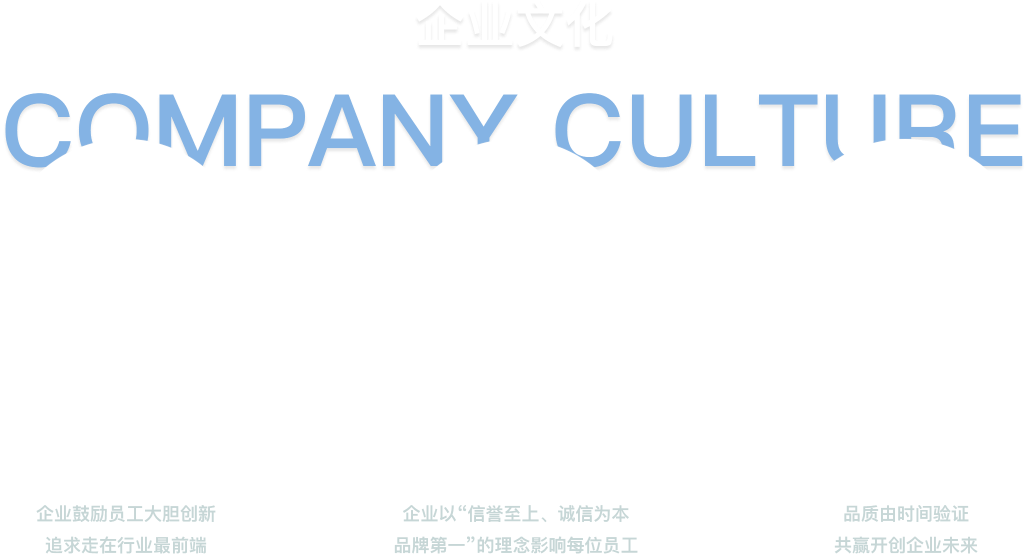 企业文化
COMPANY CULTURE
企业鼓励员工大胆创新
追求走在行业最前端
企业以“信誉至上、诚信为本
品牌第一”的理念影响每位员工
品质由时间验证
共赢开创企业未来